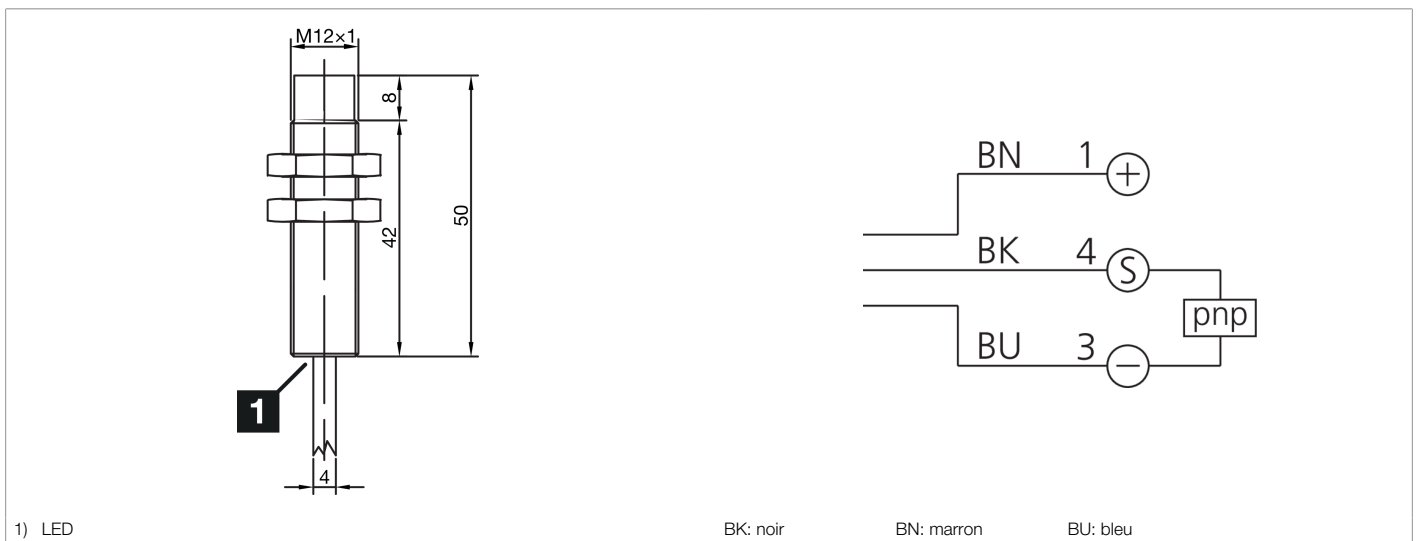 M12×1
8
42
50
1
4
BN 1
+
BK 4
S
pnp
BU 3
−
1) LED
BK: noir BN: marron BU: bleu